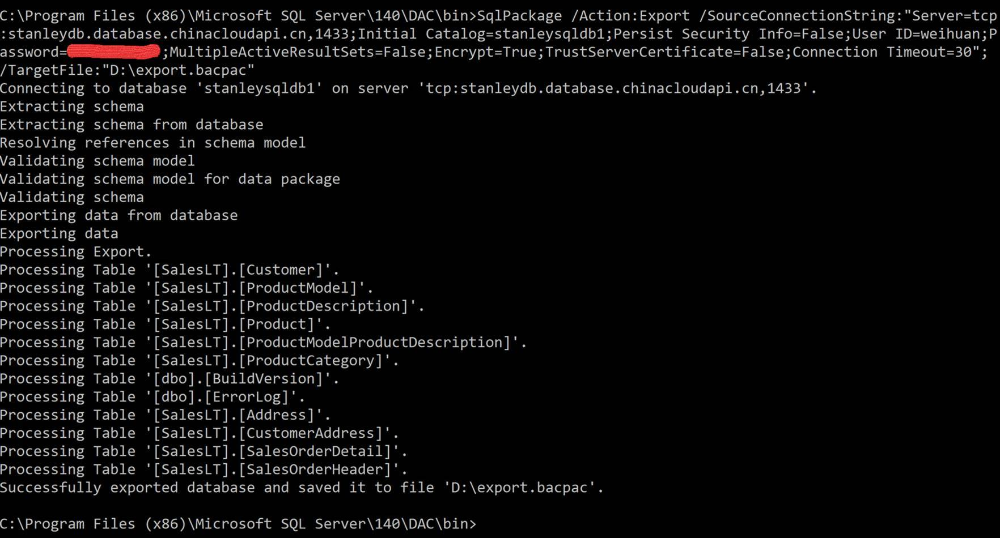 C:\Program Files (x86)\Microsoft SQL Server\140\DAC\bin>SqlPackage /Action:Export /SourceConnectionString:"Server=tcp
:stanleydb.database.chinacloudapi.cn,1433;Initial Catalog=stanleysqldb1;Persist Security Info=False;User ID=weihuan;P
assword=;MultipleActiveResultSets=False;Encrypt=True;TrustServerCertificate=False;Connection Timeout=30";
/TargetFile:"D:\export.bacpac"
Connecting to database 'stanleysqldb1' on server 'tcp:stanleydb.database.chinacloudapi.cn,1433'.
Extracting schema
Extracting schema from database
Resolving references in schema model
Validating schema model
Validating schema model for data package
Validating schema
Exporting data from database
Exporting data
Processing Export.
Processing Table '[SalesLT].[Customer]'.
Processing Table '[SalesLT].[ProductModel]'.
Processing Table '[SalesLT].[ProductDescription]'.
Processing Table '[SalesLT].[Product]'.
Processing Table '[SalesLT].[ProductModelProductDescription]'.
Processing Table '[SalesLT].[ProductCategory]'.
Processing Table '[dbo].[BuildVersion]'.
Processing Table '[dbo].[ErrorLog]'.
Processing Table '[SalesLT].[Address]'.
Processing Table '[SalesLT].[CustomerAddress]'.
Processing Table '[SalesLT].[SalesOrderDetail]'.
Processing Table '[SalesLT].[SalesOrderHeader]'.
Successfully exported database and saved it to file 'D:\export.bacpac'.
C:\Program Files (x86)\Microsoft SQL Server\140\DAC\bin>